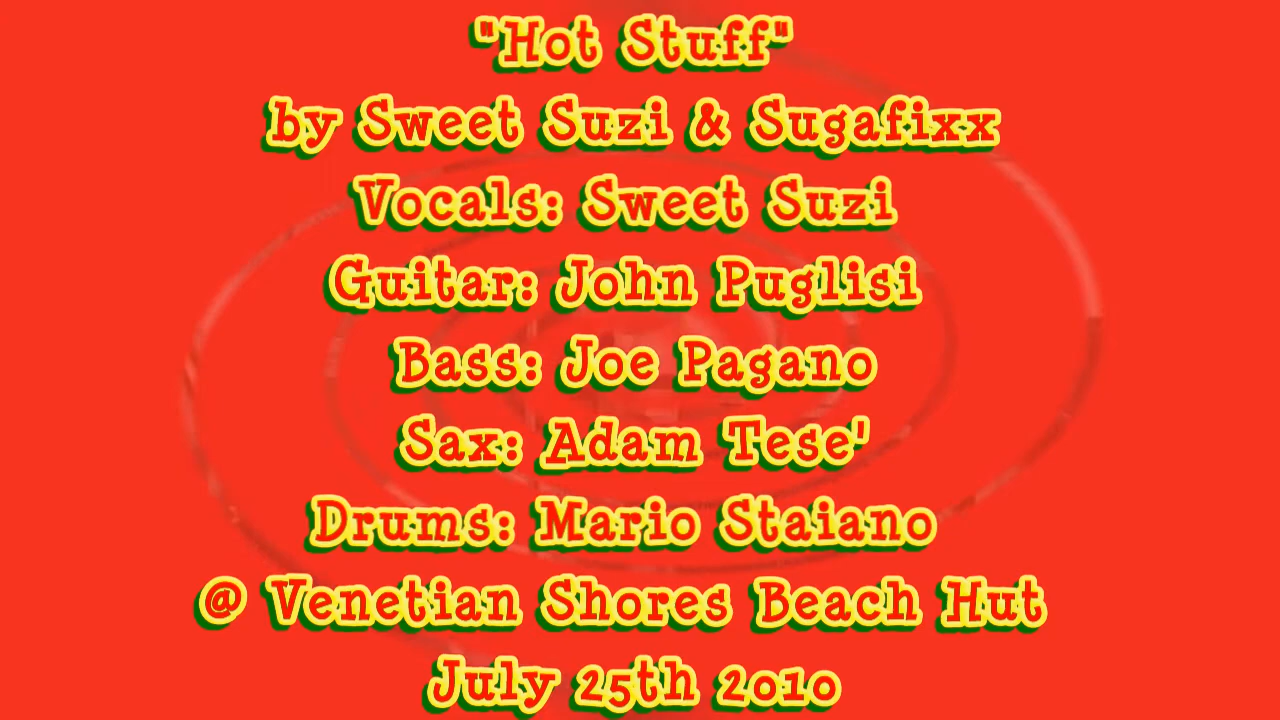 "Hot Stuff"
by Sweet Suzi & Sugafixx
Vocals: Sweet Suzi
Guitar: John Puglisi
Bass: Joe Pagano
Sax: Adam Tese'
Drums: Mario Staiano
@ Venetian Shores Beach Hut
July 25th 2010